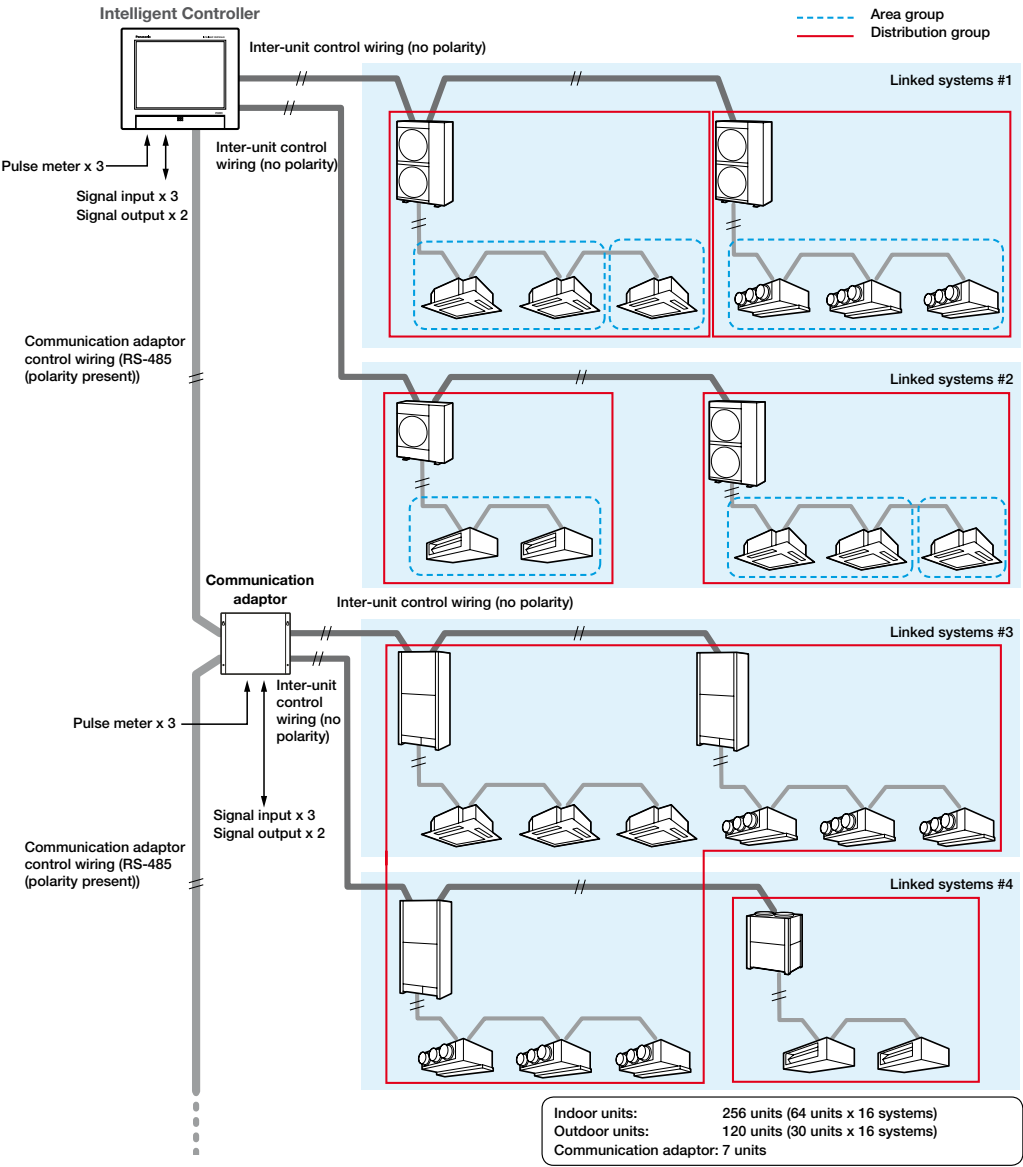 Intelligent Controller
Panasonic
Area group
Distribution group
Inter-unit control wiring (no polarity)
Linked systems #1
Inter-unit control
wiring (no polarity)
Pulse meter x 3
Signal input x 3
Signal output x 2
Communication adaptor
control wiring (RS-485
(polarity present))
Linked systems #2
Communication
adaptor
Inter-unit control wiring (no polarity)
Linked systems #3
Inter-unit
control
wiring (no
polarity)
Pulse meter x 3
Signal input x 3
Signal output x 2
Communication adaptor
control wiring (RS-485
(polarity present))
Linked systems #4
Indoor units: 256 units (64 units x 16 systems)
Outdoor units: 120 units (30 units x 16 systems)
Communication adaptor: 7 units